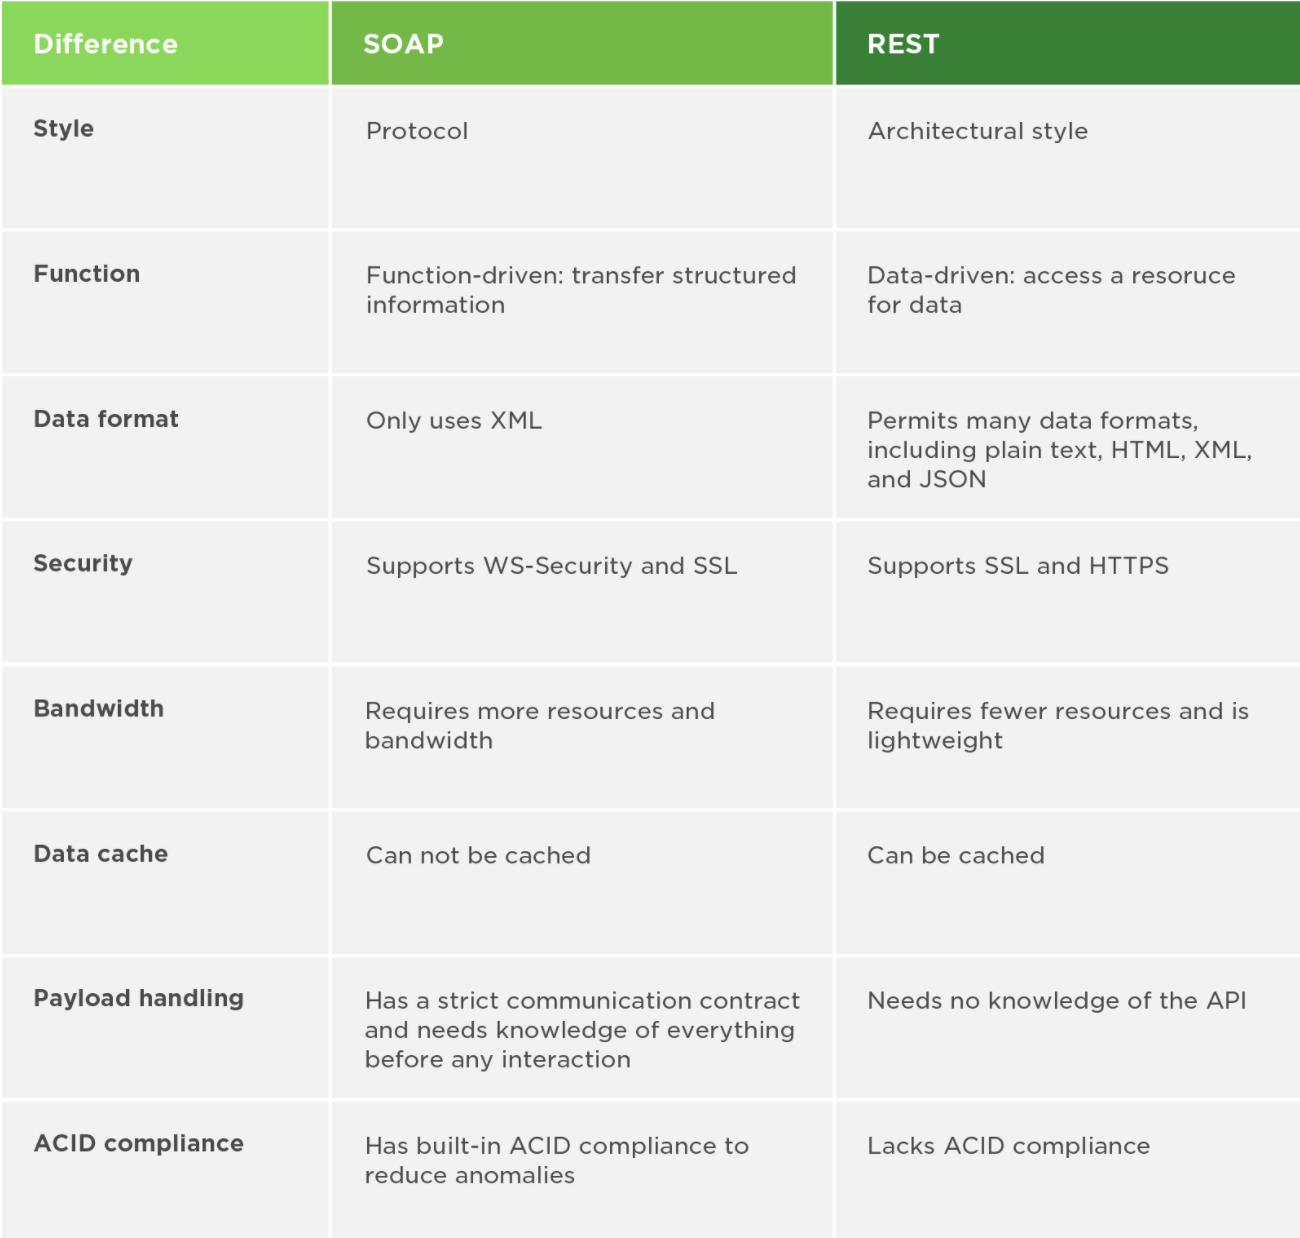 Difference
SOAP
REST
Style
Protocol
Architectural style
Function
Function-driven: transfer structured
information
Data-driven: access a resoruce
for data
Data format
Only uses XML
Permits many data formats,
including plain text, HTML, XML,
and JSON
Security
Supports WS-Security and SSL
Supports SSL and HTTPS
Bandwidth
Requires more resources and
bandwidth
Requires fewer resources and is
lightweight
Data cache
Can not be cached
Can be cached
Payload handling
Has a strict communication contract
and needs knowledge of everything
before any interaction
Needs no knowledge of the API
ACID compliance
Has built-in ACID compliance to
reduce anomalies
Lacks ACID compliance